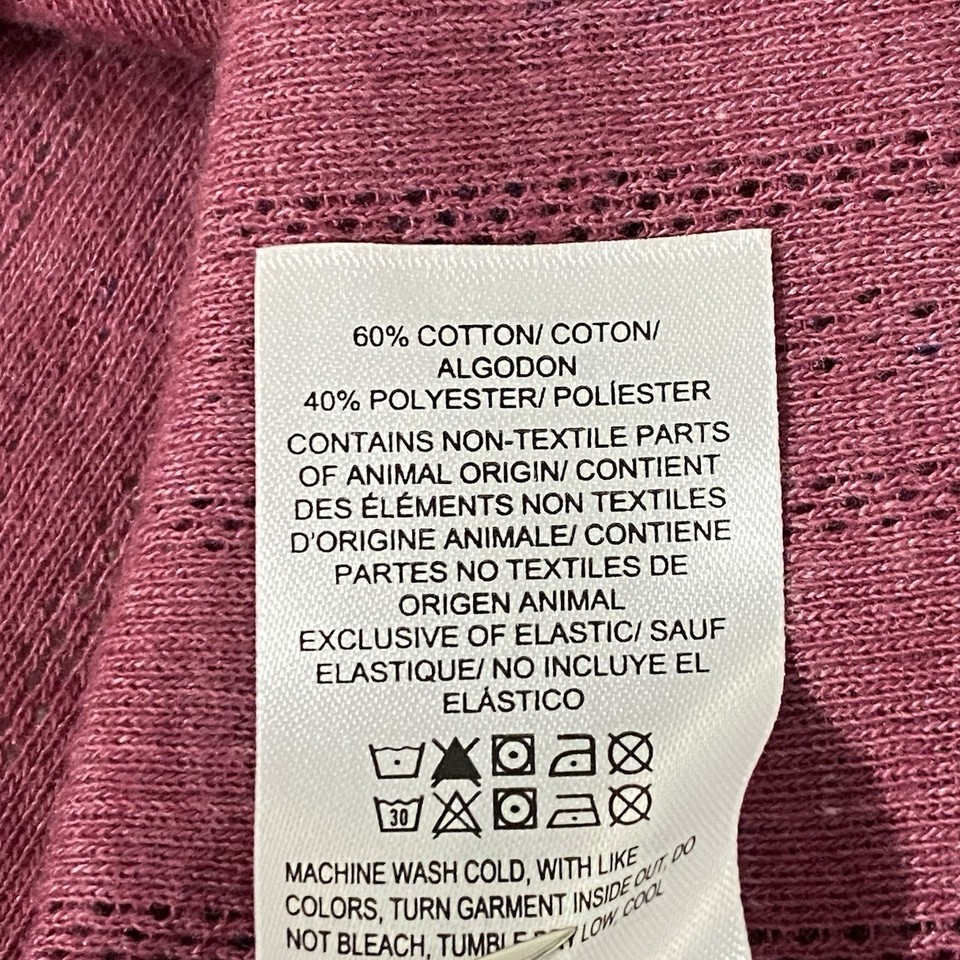 60% COTTON/ COTON/
ALGODON
40% POLYESTER/ POLÍESTER
CONTAINS NON-TEXTILE PARTS
OF ANIMAL ORIGIN/ CONTIENT
DES ÉLÉMENTS NON TEXTILES
D'ORIGINE ANIMALE/ CONTIENE
PARTES NO TEXTILES DE
ORIGEN ANIMAL
EXCLUSIVE OF ELASTIC/ SAUF
ELASTIQUE/ NO INCLUYE EL
ELÁSTICO
30
MACHINE WASH COLD, WITH LIKE
COLORS, TURN GARMENT INSIDE OUT, DO
NOT BLEACH, TUMBLE LOW, COOL